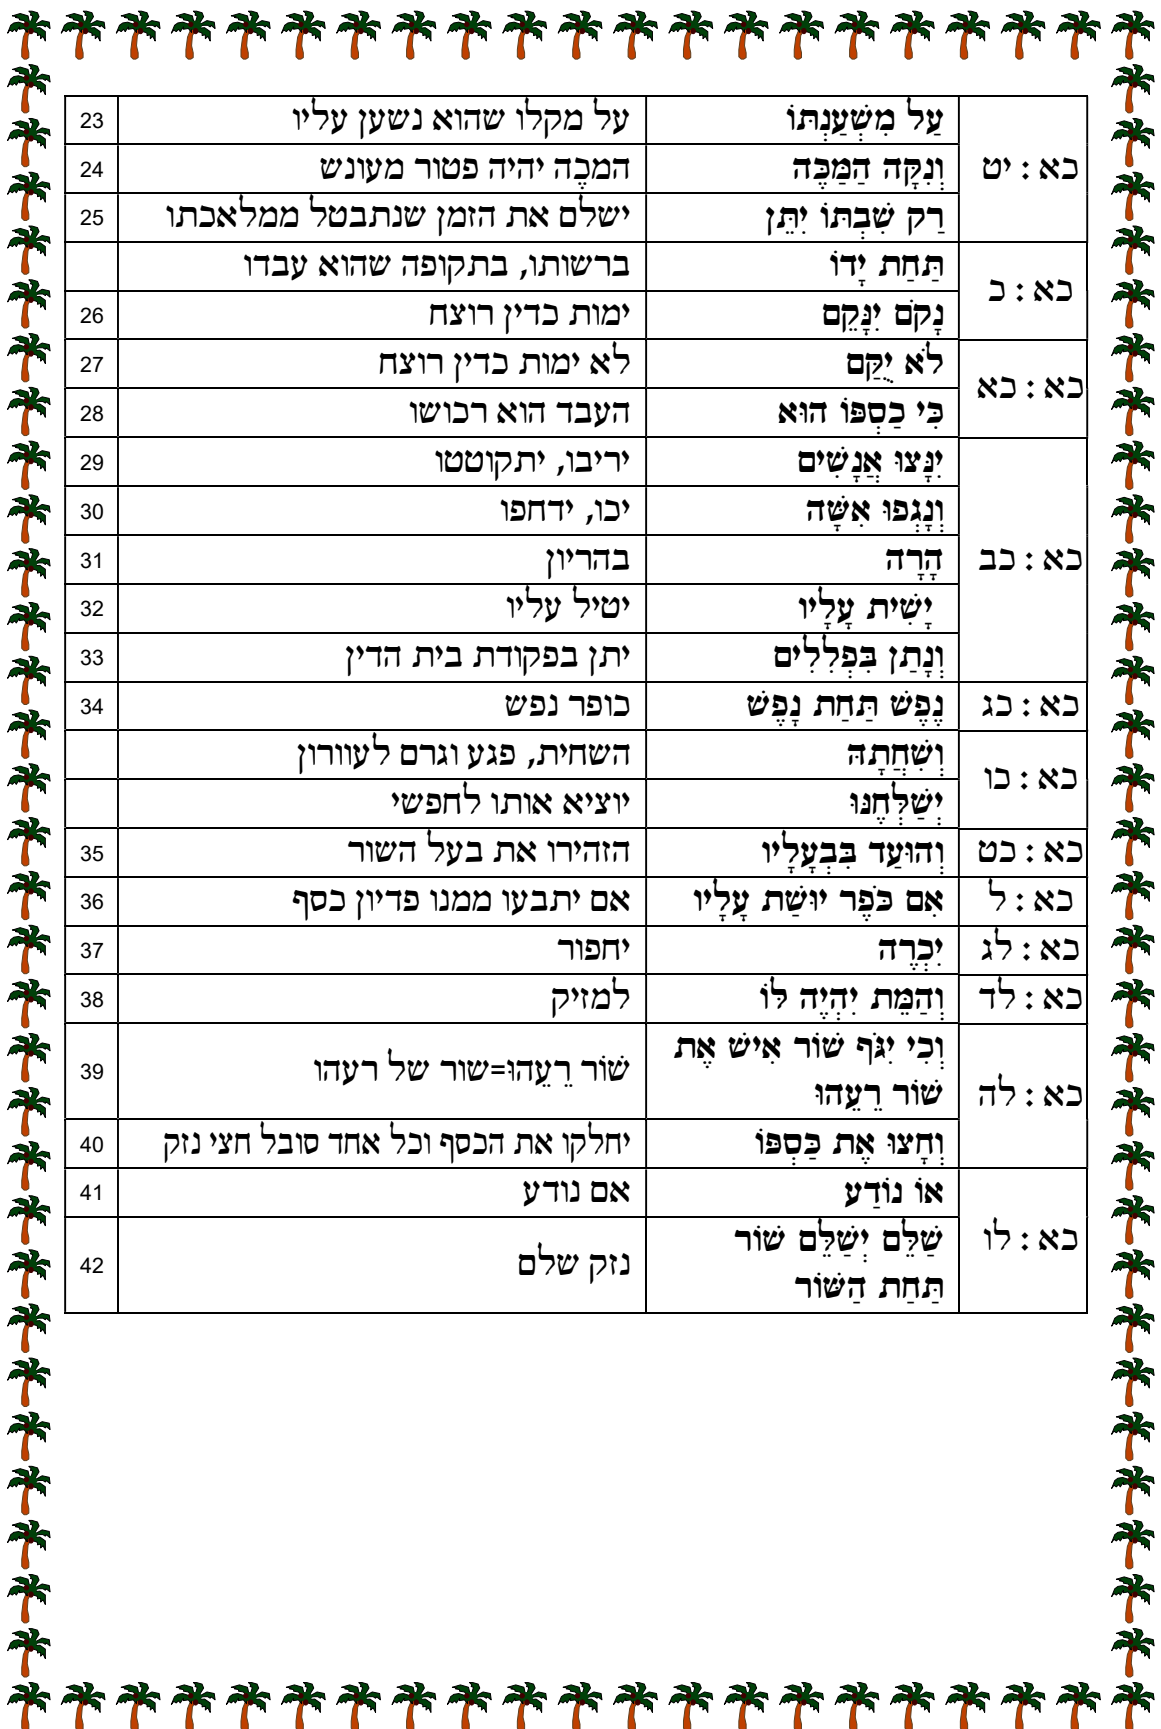 כא : יט עַל מִשְׁעַנְתּוֹ על מקלו שהוא נשען עליו 23
וְנִקָּה הַמַּכֶּה המכֶה יהיה פטור מעונש 24
רַק שִׁבְתּוֹ יִתֵּן ישלם את הזמן שנתבטל ממלאכתו 25
כא : כ תַּחַת יָדוֹ ברשותו, בתקופה שהוא עבדו
נָקֹם יִנָּקֵם ימות כדין רוצח 26
כא : כא לֹא יֻקַּם לא ימות כדין רוצח 27
כִּי כַסְפּוֹ הוּא העבד הוא רכושו 28
כא : כב יִנָּצוּ אֲנָשִׁים יריבו, יתקוטטו 29
וְנָגְפוּ אִשָּׁה יכו, ידחפו 30
הָרָה בהריון 31
יָשִׁית עָלָיו יטיל עליו 32
וְנָתַן בִּפְלִלִים יתן בפקודת בית הדין 33
כא : כג נֶפֶשׁ תַּחַת נָפֶשׁ כופר נפש 34
כא : כו וְשִׁחֲתָהּ השחית, פגע וגרם לעוורון
יְשַׁלְּחֶנּוּ יוציא אותו לחפשי
כא : כט וְהוּעַד בִּבְעָלָיו הזהירו את בעל השור 35
כא : ל אִם כֹּפֶר יוּשַׁת עָלָיו אם יתבעו ממנו פדיון כסף 36
כא : לג יִכְרֶה יחפור 37
כא : לד וְהַמֵּת יִהְיֶה לּוֹ למזיק 38
כא : לה וְכִי יִגֹּף שׁוֹר אִישׁ אֶת
שׁוֹר רֵעֵהוּ שׁוֹר רֵעֵהוּ=שור של רעהו 39
וְחָצוּ אֶת כַּסְפּוֹ יחלקו את הכסף וכל אחד סובל חצי נזק 40
כא : לו אוֹ נוֹדַע אם נודע 41
שַׁלֵּם יְשַׁלֵּם שׁוֹר
תַּחַת הַשּׁוֹר נזק שלם 42